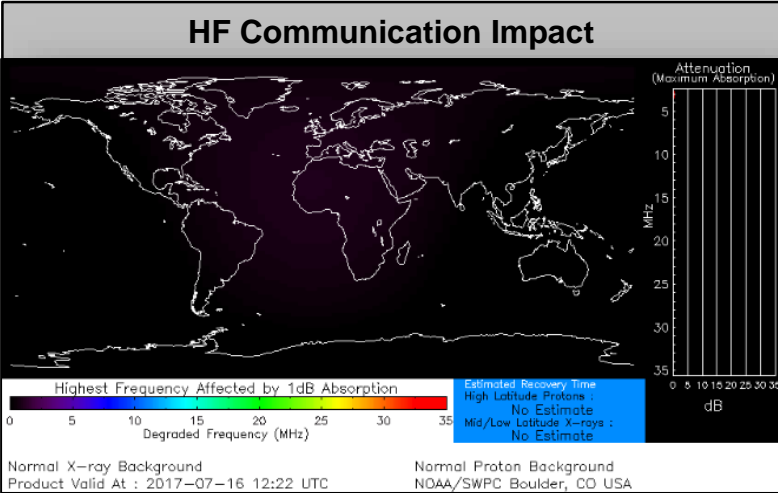 HF Communication Impact
Attenuation
(Maximum Absorption)
5
10
15
20
25
30
35
MHz
0 5 10 15 20 25 30 35
dB
Highest Frequency Affected by 1dB Absorption
0 5 10 15 20 25 30 35
Degraded Frequency (MHz)
Estimated Recovery Time
High Latitude Protons :
No Estimate
Mid/Low Latitude X-rays :
No Estimate
Normal X-ray Background
Normal Proton Background
Product Valid At : 2017-07-16 12:22 UTC
NOAA/SWPC Boulder, CO USA